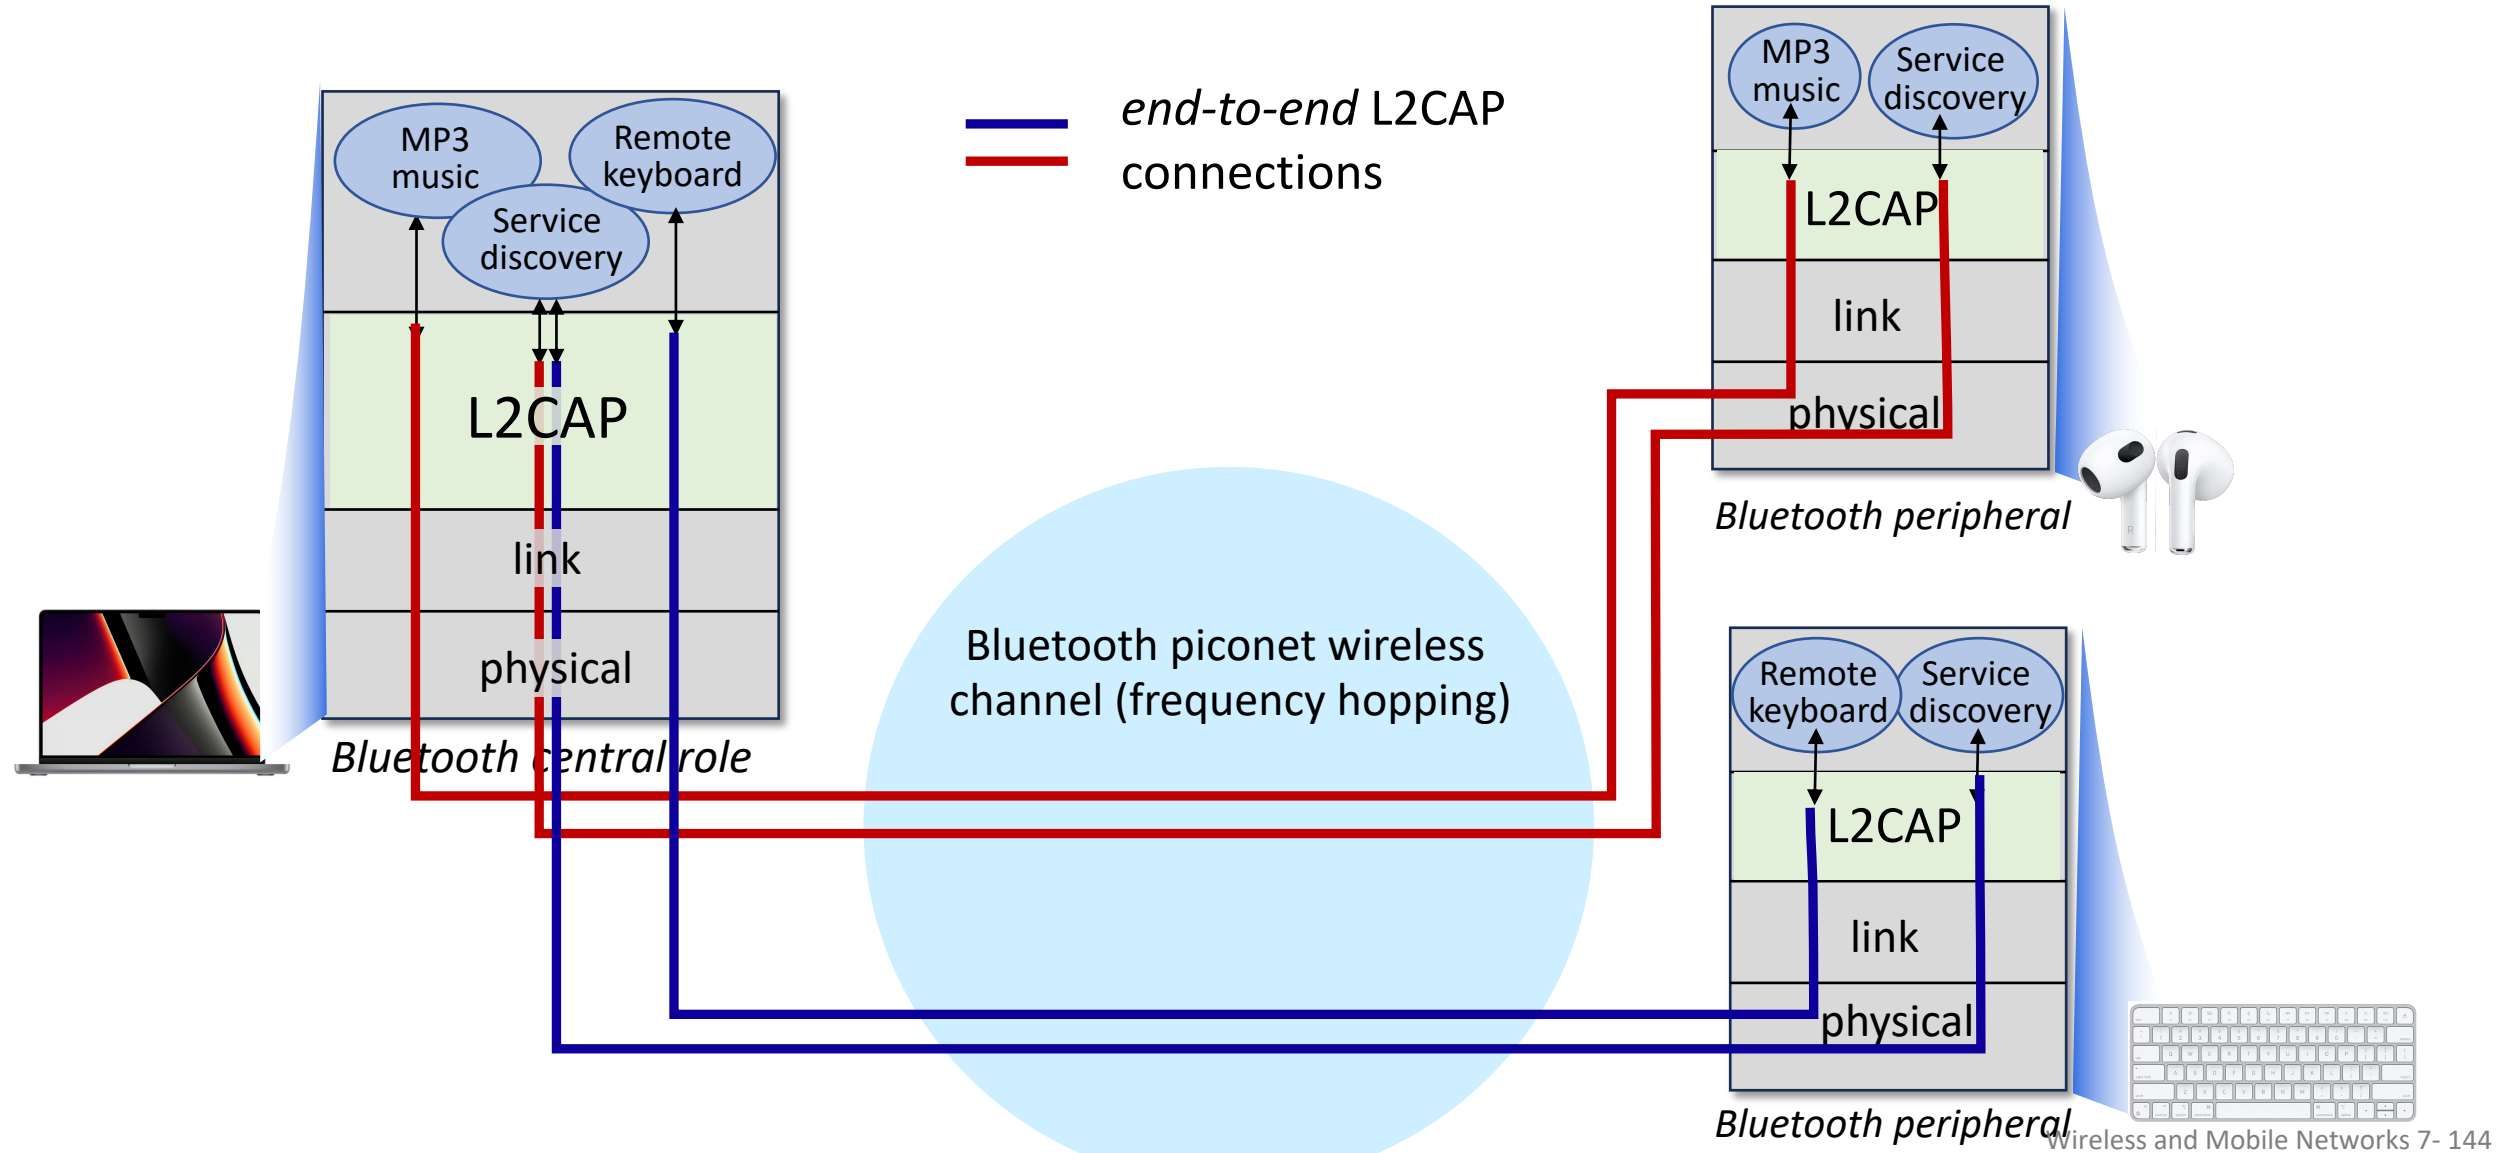 MP3
music
Remote
keyboard
Service
discovery
L2CAP
link
physical
Bluetooth central role
end-to-end L2CAP
connections
Bluetooth piconet wireless
channel (frequency hopping)
MP3
music
Service
discovery
L2CAP
link
physical
Bluetooth peripheral
Remote
keyboard
Service
discovery
L2CAP
link
physical
Bluetooth peripheral
Wireless and Mobile Networks 7- 144